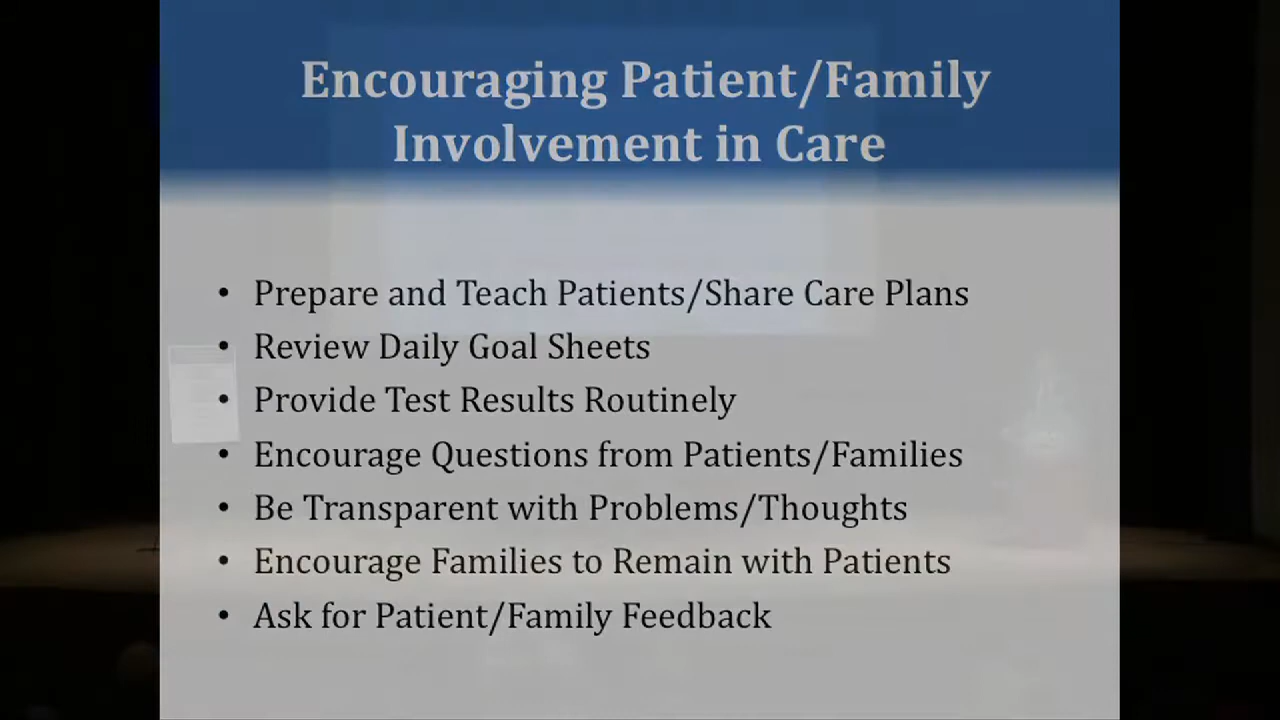 Encouraging Patient/Family
Involvement in Care
• Prepare and Teach Patients/Share Care Plans
• Review Daily Goal Sheets
• Provide Test Results Routinely
• Encourage Questions from Patients/Families
• Be Transparent with Problems/Thoughts
• Encourage Families to Remain with Patients
• Ask for Patient/Family Feedback